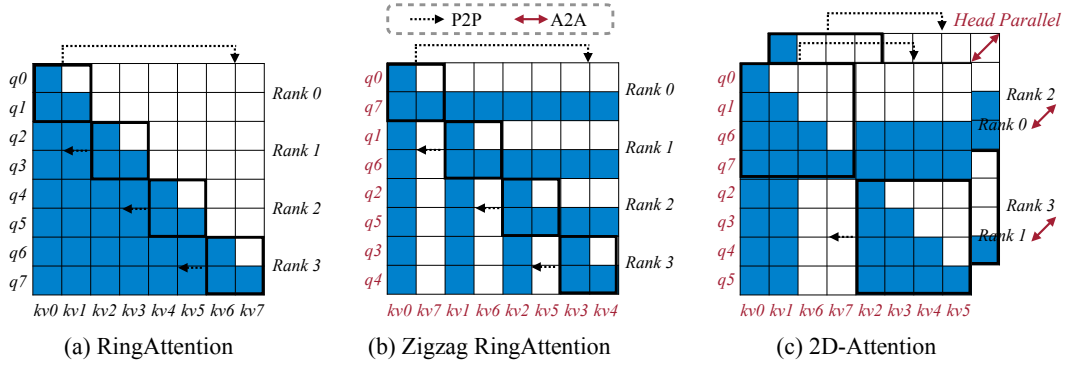 P2P A2A
Head Parallel
q0
q1
q2
q3
q4
q5
q6
q7
Rank 0
Rank 1
Rank 2
Rank 3
kv0 kv1 kv2 kv3 kv4 kv5 kv6 kv7
(a) RingAttention
q0
q7
q1
q6
q2
q5
q3
q4
Rank 0
Rank 1
Rank 2
Rank 3
kv0 kv7 kv1 kv6 kv2 kv5 kv3 kv4
(b) Zigzag RingAttention
q0
q1
q6
q7
q2
q3
q4
q5
Rank 2
Rank 0
Rank 3
Rank 1
kv0 kv1 kv6 kv7 kv2 kv3 kv4 kv5
(c) 2D-Attention